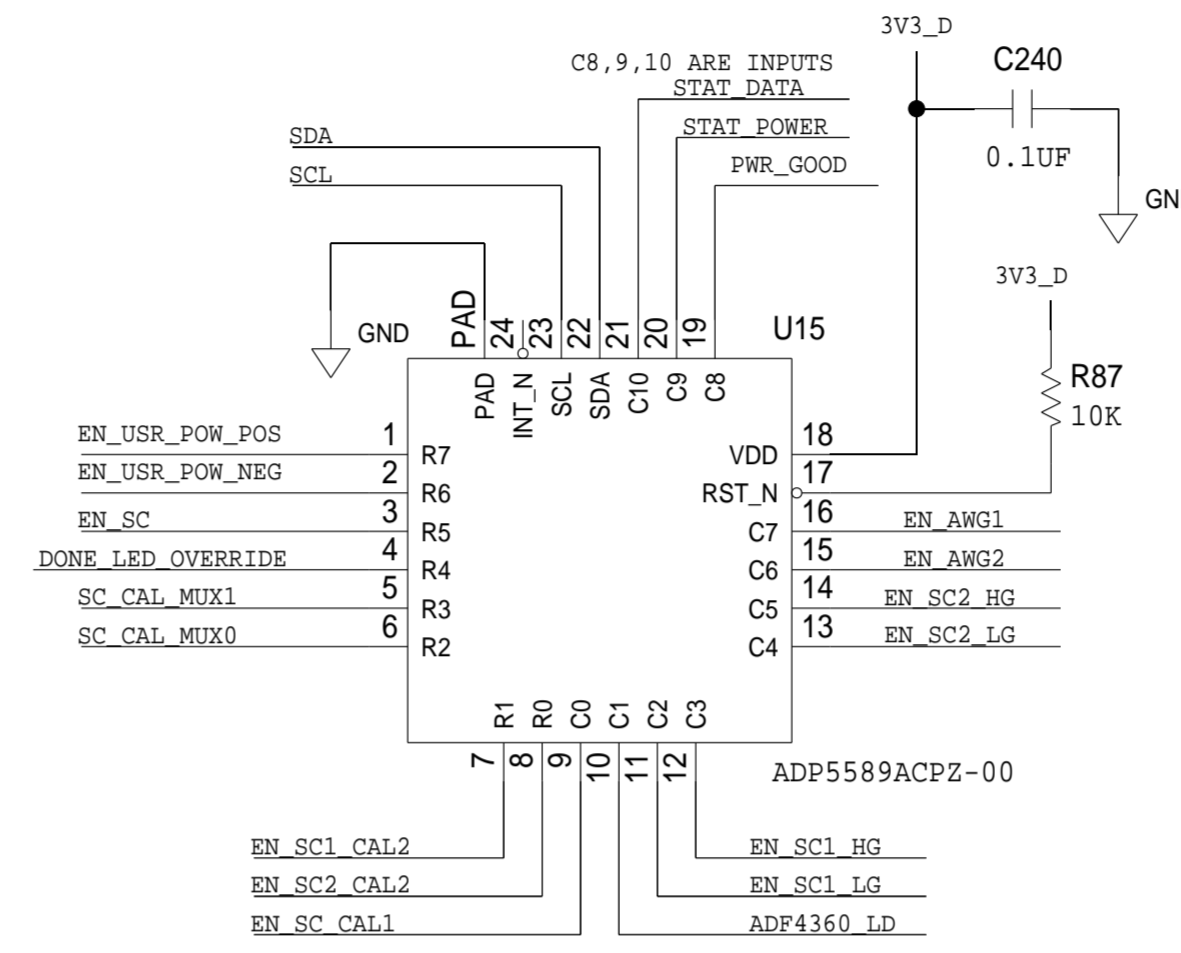 3V3_D
C8,9,10 ARE INPUTS
C240
STAT_DATA
SDA
STAT_POWER
0.1UF
SCL
PWR_GOOD
GN
3V3_D
PAD
24
23
22
21
20
19
U15
GND
R87
10K
PAD
INT_N
SCL
SDA
C10
C9
C8
EN_USR_POW_POS
1
R7
VDD
18
EN_USR_POW_NEG
2
R6
RST_N
17
EN_SC
3
R5
C7
16
EN_AWG1
DONE_LED_OVERRIDE
4
R4
C6
15
EN_AWG2
SC_CAL_MUX1
5
R3
C5
14
EN_SC2_HG
SC_CAL_MUX0
6
R2
C4
13
EN_SC2_LG
R1
R0
C0
C1
C2
C3
7
8
9
10
11
12
ADP5589ACPZ-00
EN_SC1_CAL2
EN_SC1_HG
EN_SC2_CAL2
EN_SC1_LG
EN_SC_CAL1
ADF4360_LD